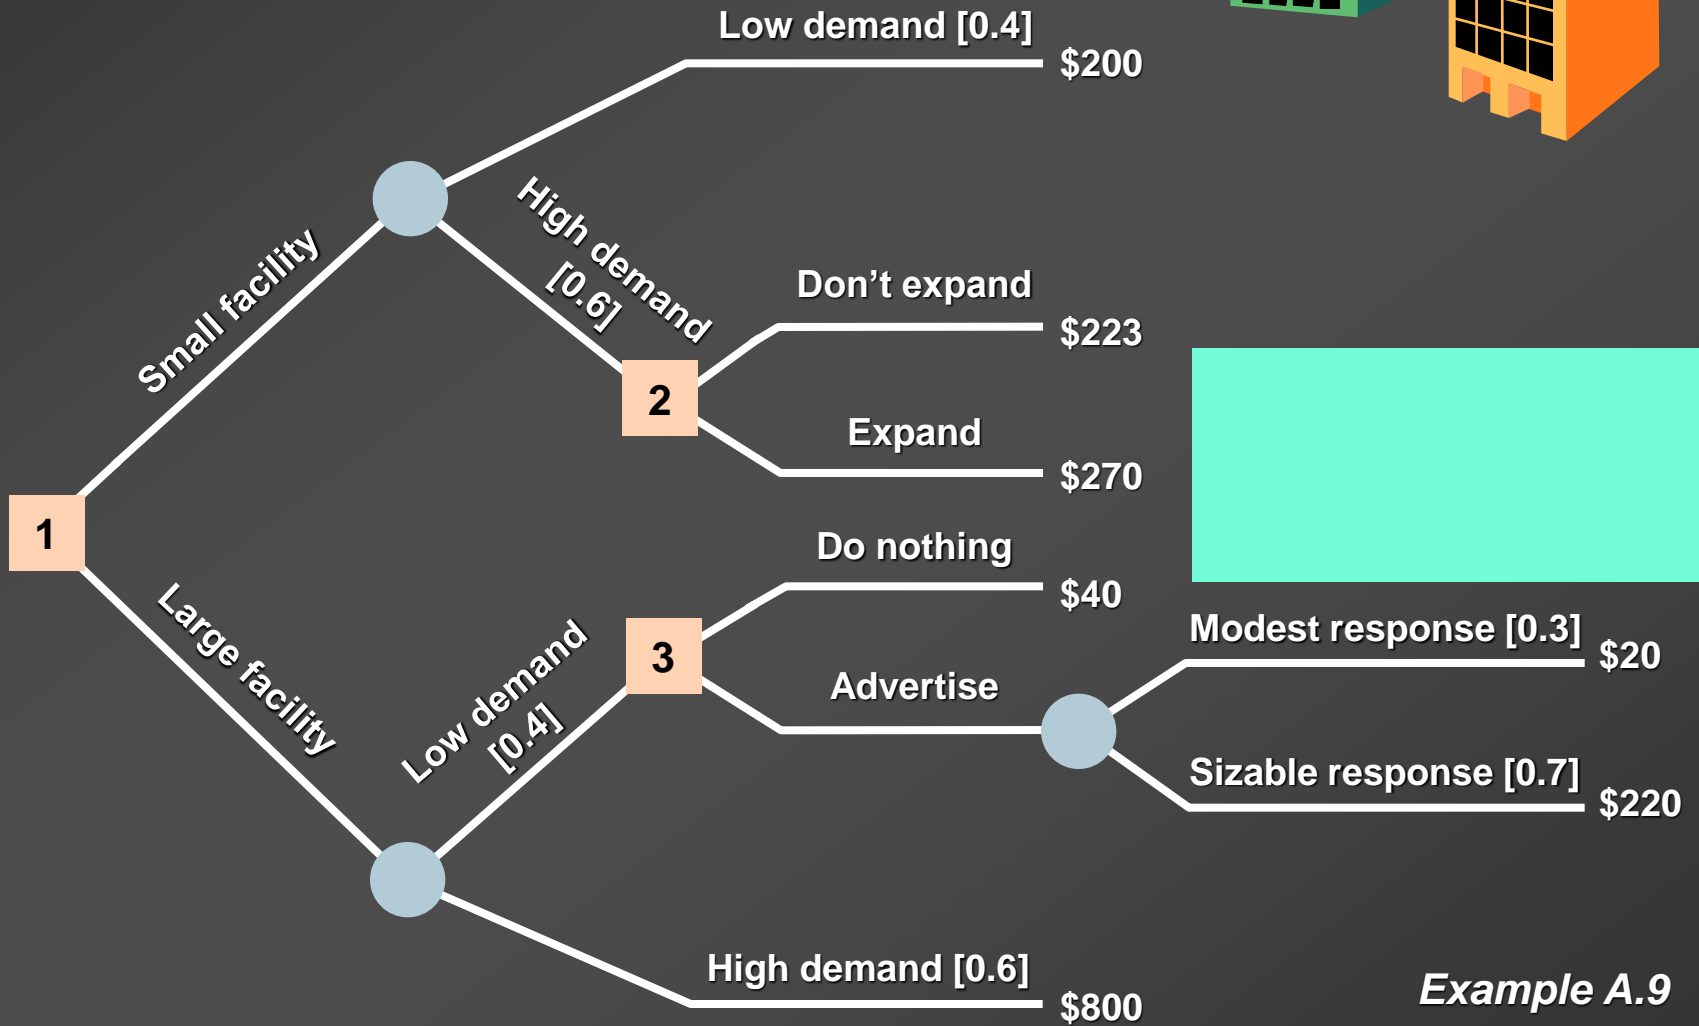 Low demand [0.4]
$200
High demand
[0.6]
Small facility
Don’t expand
$223
2
Expand
$270
1
Do nothing
$40
Large facility
Low demand
[0.4]
3
Modest response [0.3]
$20
Advertise
Sizable response [0.7]
$220
High demand [0.6]
$800
Example A.9